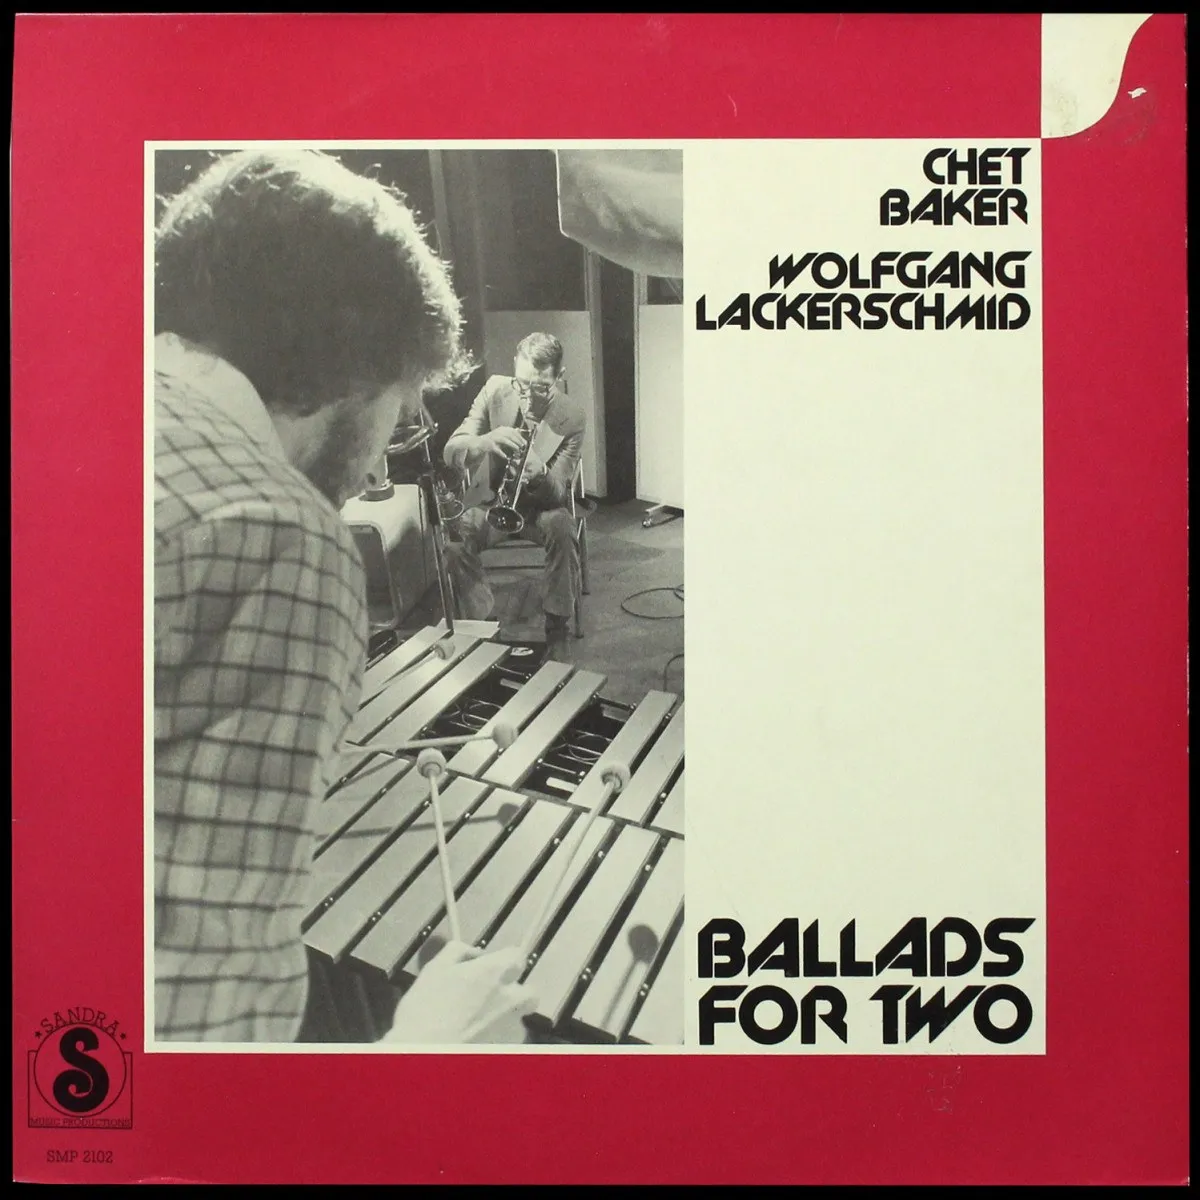 CHET
BAKER
WOLFGANG
LACKERSCHMID
BALLADS
FOR TWO
SANDRA
S
MUSIC PRODUCTIONS
SMP 2102